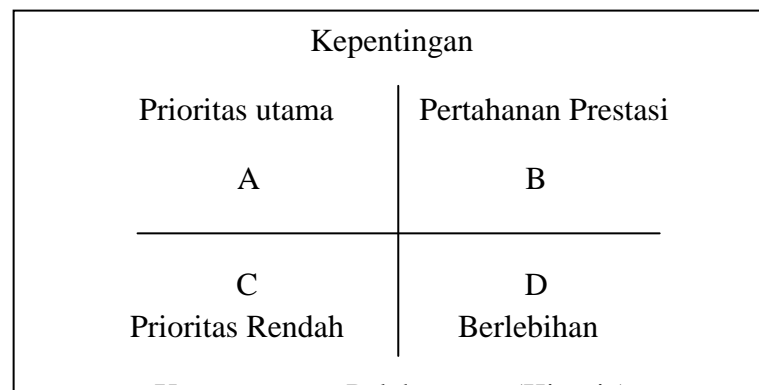 Kepentingan
Prioritas utama Pertahanan Prestasi
A B
C D
Prioritas Rendah Berlebihan